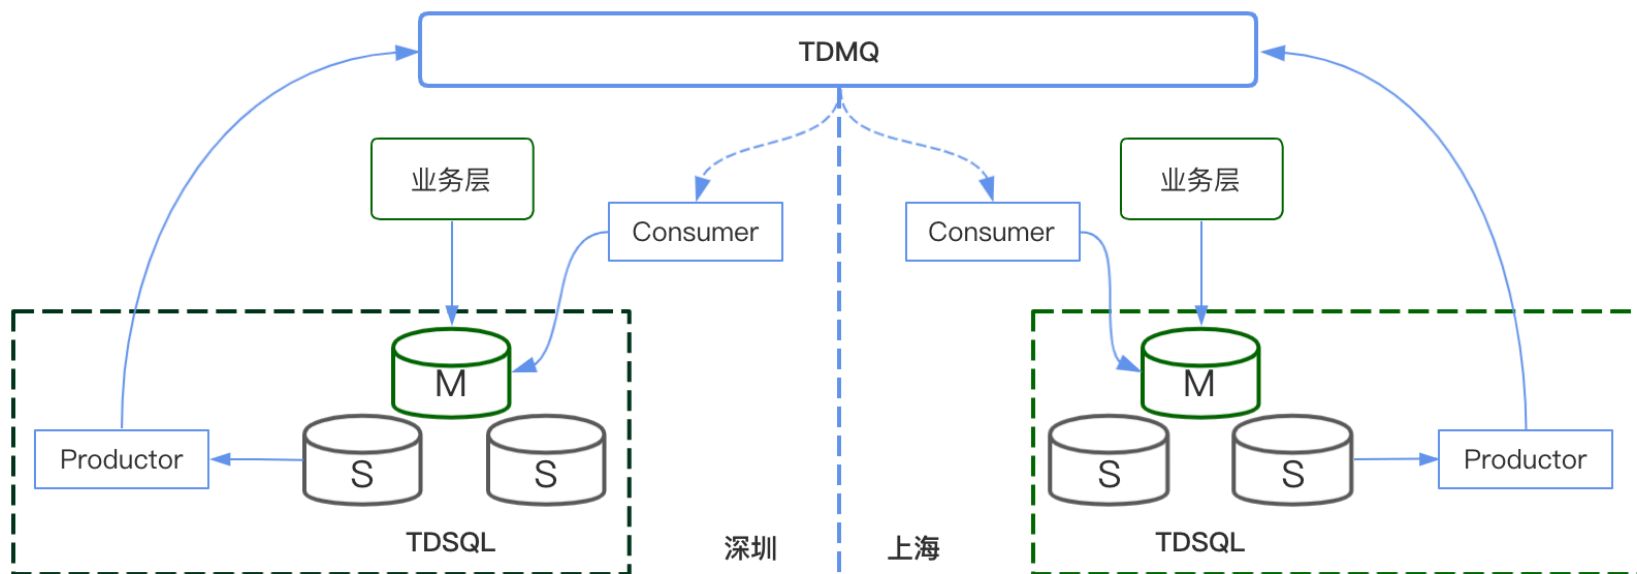 TDMQ
业务层
业务层
Consumer
Consumer
M
M
Productor
S
S
S
S
Productor
TDSQL
深圳
上海
TDSQL